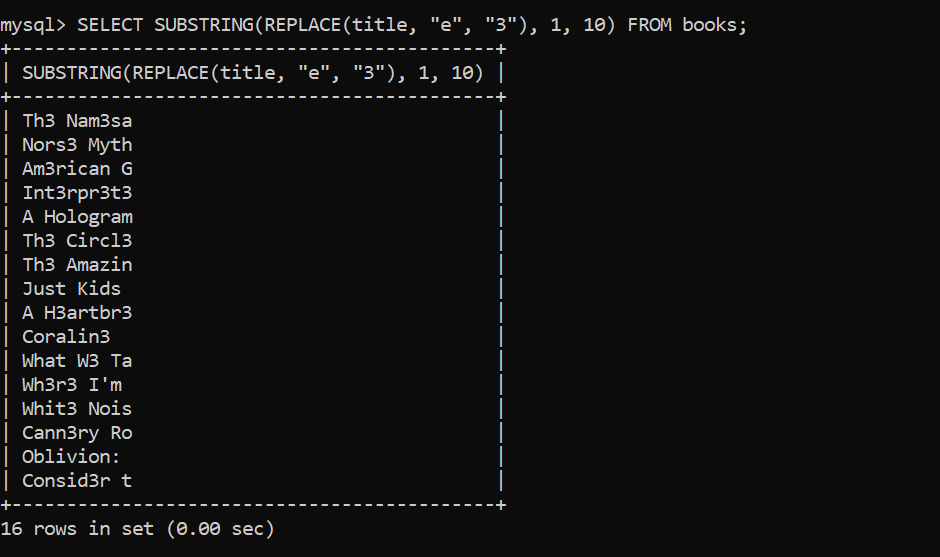 mysql> SELECT SUBSTRING(REPLACE(title, "e", "3"), 1, 10) FROM books;
+--------------------------------------------+
| SUBSTRING(REPLACE(title, "e", "3"), 1, 10) |
+--------------------------------------------+
| Th3 Nam3sa                                 |
| Nors3 Myth                                 |
| Am3rican G                                 |
| Int3rpr3t3                                 |
| A Hologram                                 |
| Th3 Circl3                                 |
| Th3 Amazin                                 |
| Just Kids                                  |
| A H3artbr3                                 |
| Coralin3                                   |
| What W3 Ta                                 |
| Wh3r3 I'm                                  |
| Whit3 Nois                                 |
| Cann3ry Ro                                 |
| Oblivion:                                  |
| Consid3r t                                 |
+--------------------------------------------+
16 rows in set (0.00 sec)